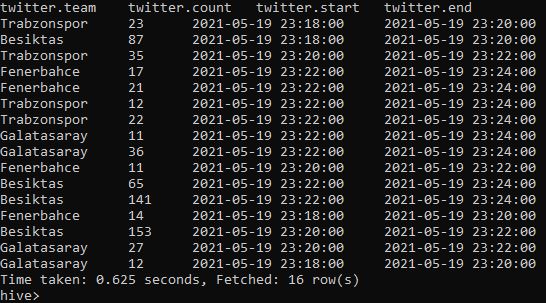 twitter.team twitter.count twitter.start twitter.end
Trabzonspor 23 2021-05-19 23:18:00 2021-05-19 23:20:00
Besiktas 87 2021-05-19 23:18:00 2021-05-19 23:20:00
Trabzonspor 35 2021-05-19 23:20:00 2021-05-19 23:22:00
Fenerbahce 17 2021-05-19 23:22:00 2021-05-19 23:24:00
Fenerbahce 21 2021-05-19 23:22:00 2021-05-19 23:24:00
Trabzonspor 12 2021-05-19 23:22:00 2021-05-19 23:24:00
Trabzonspor 22 2021-05-19 23:22:00 2021-05-19 23:24:00
Galatasaray 11 2021-05-19 23:22:00 2021-05-19 23:24:00
Galatasaray 36 2021-05-19 23:22:00 2021-05-19 23:24:00
Fenerbahce 11 2021-05-19 23:20:00 2021-05-19 23:22:00
Besiktas 65 2021-05-19 23:22:00 2021-05-19 23:24:00
Besiktas 141 2021-05-19 23:22:00 2021-05-19 23:24:00
Fenerbahce 14 2021-05-19 23:18:00 2021-05-19 23:20:00
Besiktas 153 2021-05-19 23:20:00 2021-05-19 23:22:00
Galatasaray 27 2021-05-19 23:20:00 2021-05-19 23:22:00
Galatasaray 12 2021-05-19 23:18:00 2021-05-19 23:20:00
Time taken: 0.625 seconds, Fetched: 16 row(s)
hive>